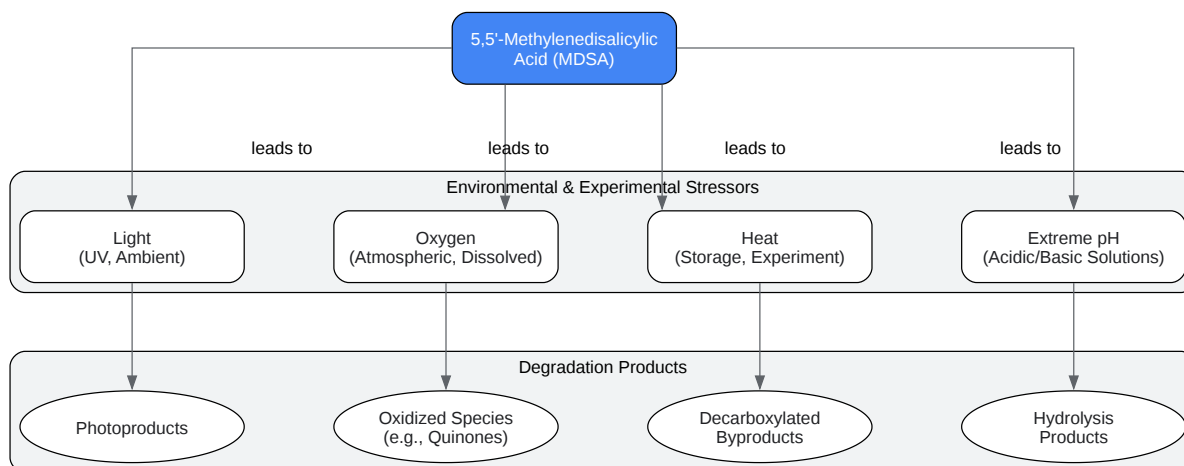 5,5'-Methylenedisalicylic
Acid (MDSA)
leads to
leads to
leads to
leads to
Environmental & Experimental Stressors
Light
(UV, Ambient)
Oxygen
(Atmospheric, Dissolved)
Heat
(Storage, Experiment)
Extreme pH
(Acidic/Basic Solutions)
Degradation Products
Photoproducts
Oxidized Species
(e.g., Quinones)
Decarboxylated
Byproducts
Hydrolysis
Products